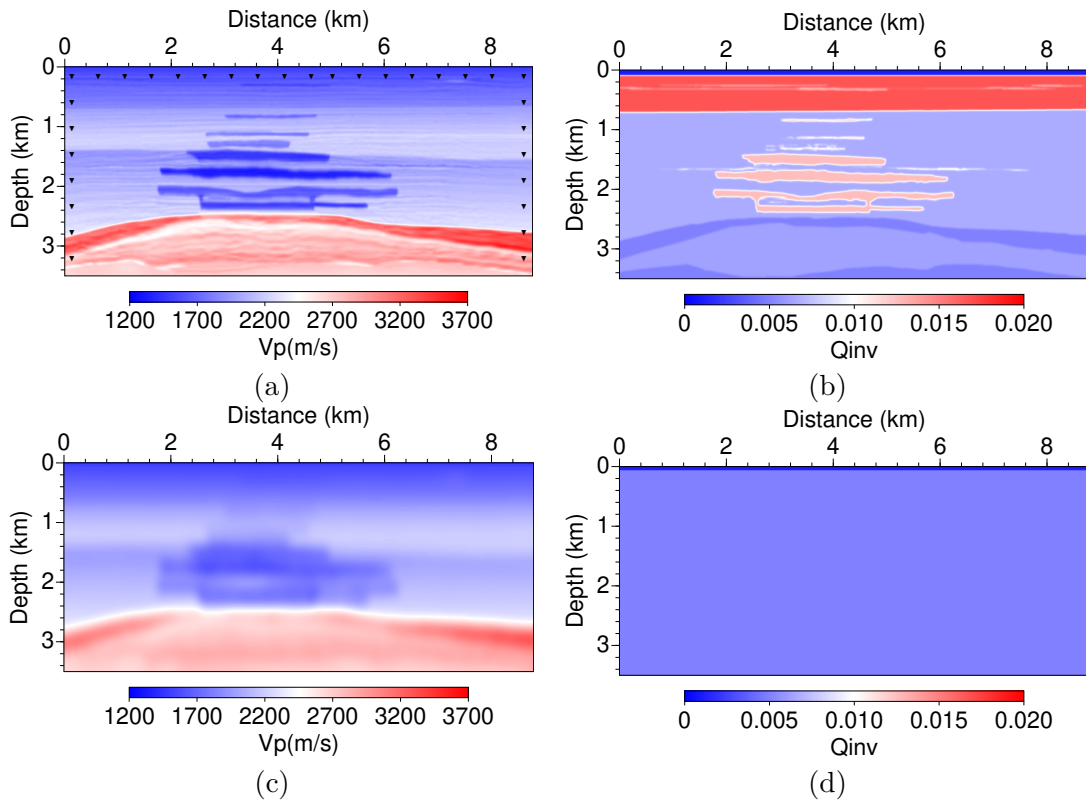 Distance (km)
0 2 4 6 8
0
1
2
3
Depth (km)
1200 1700 2200 2700 3200 3700
Vp(m/s)
(a)
Distance (km)
0 2 4 6 8
0
1
2
3
Depth (km)
0 0.005 0.010 0.015 0.020
Qinv
(b)
Distance (km)
0 2 4 6 8
0
1
2
3
Depth (km)
1200 1700 2200 2700 3200 3700
Vp(m/s)
(c)
Distance (km)
0 2 4 6 8
0
1
2
3
Depth (km)
0 0.005 0.010 0.015 0.020
Qinv
(d)